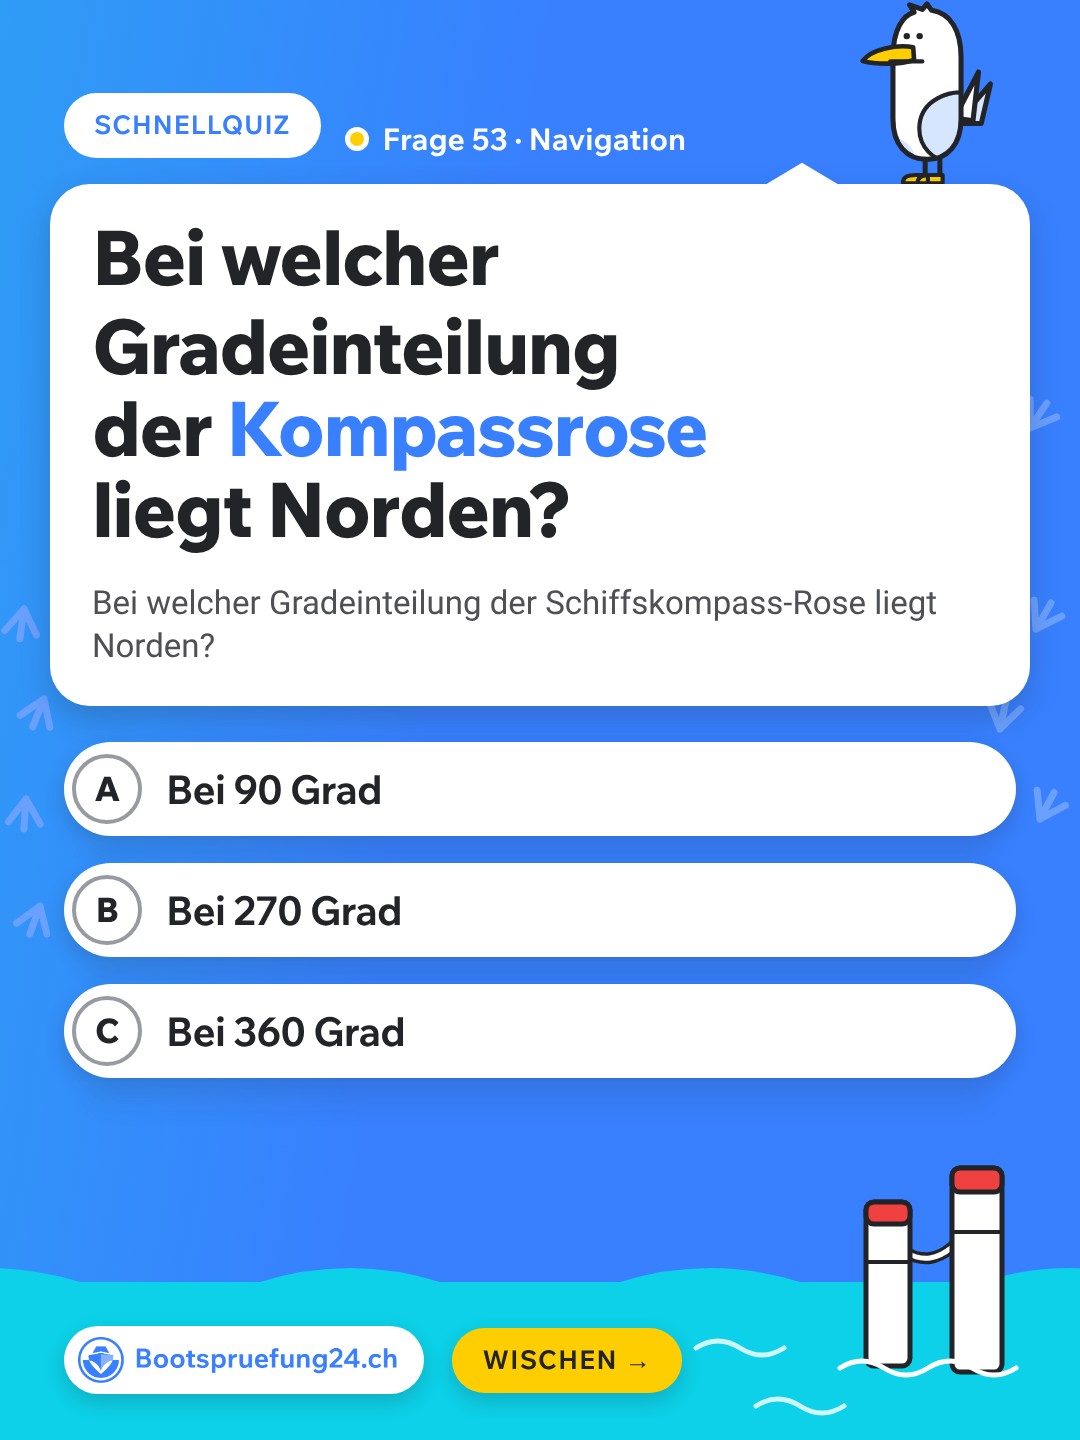 SCHNELLQUIZ
Frage 53 · Navigation
Bei welcher
Gradeinteilung
der Kompassrose
liegt Norden?
Bei welcher Gradeinteilung der Schiffskompass-Rose liegt
Norden?
A Bei 90 Grad
B Bei 270 Grad
C Bei 360 Grad
Bootspruefung24.ch
WISCHEN →